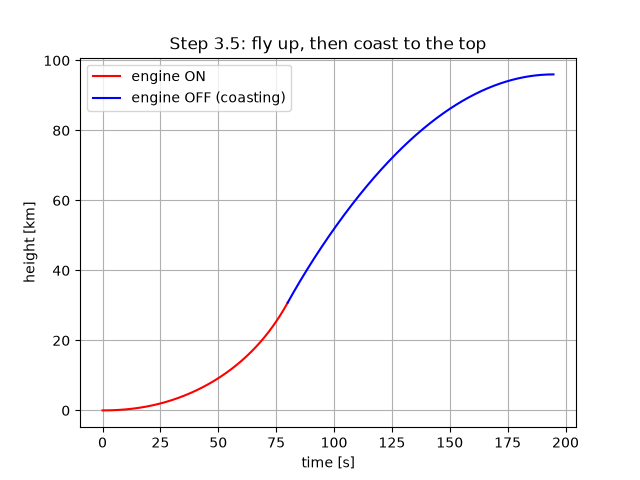 Step 3.5: fly up, then coast to the top
engine ON
engine OFF (coasting)
height [km]
100
80
60
40
20
0
0 25 50 75 100 125 150 175 200
time [s]